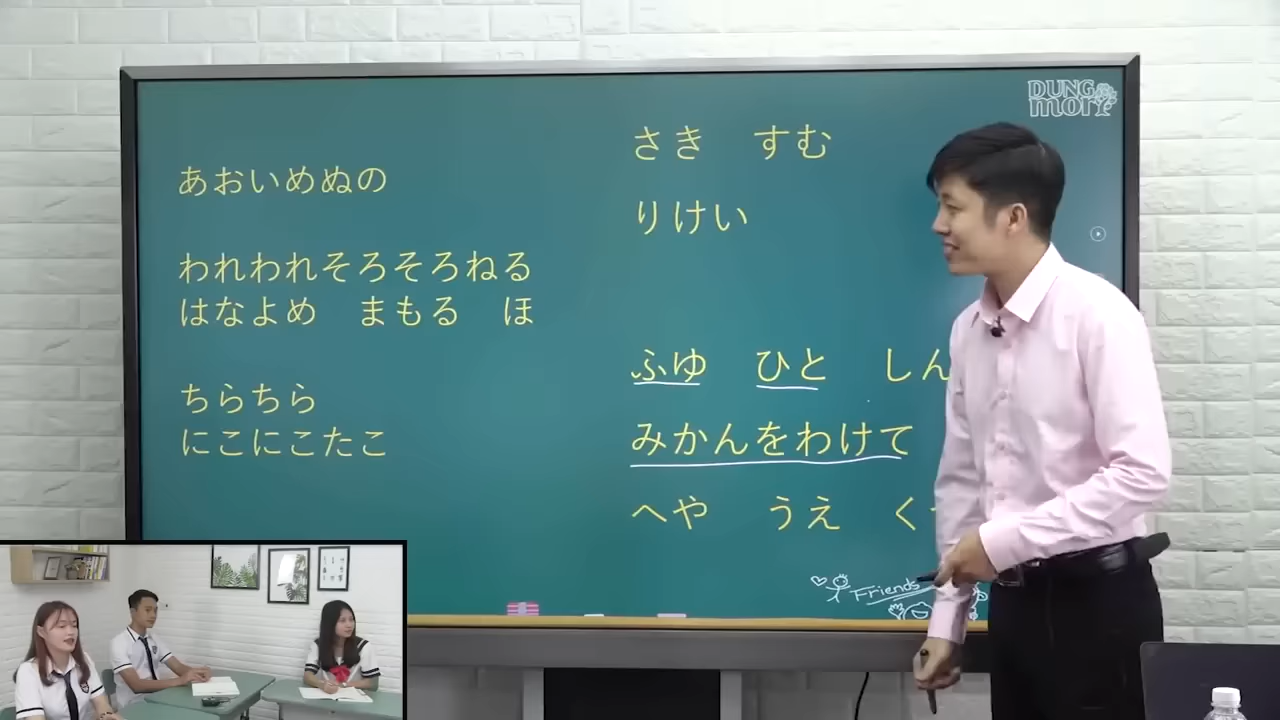 あおいめぬの
われわれそろそろねる
はなよめ　まもる　ほ
ちらちら
にこにこたこ
さき　すむ
りけい
ふゆ　ひと　しん
みかんをわけて
へや　うえ　く
Friends
DUNG
mori